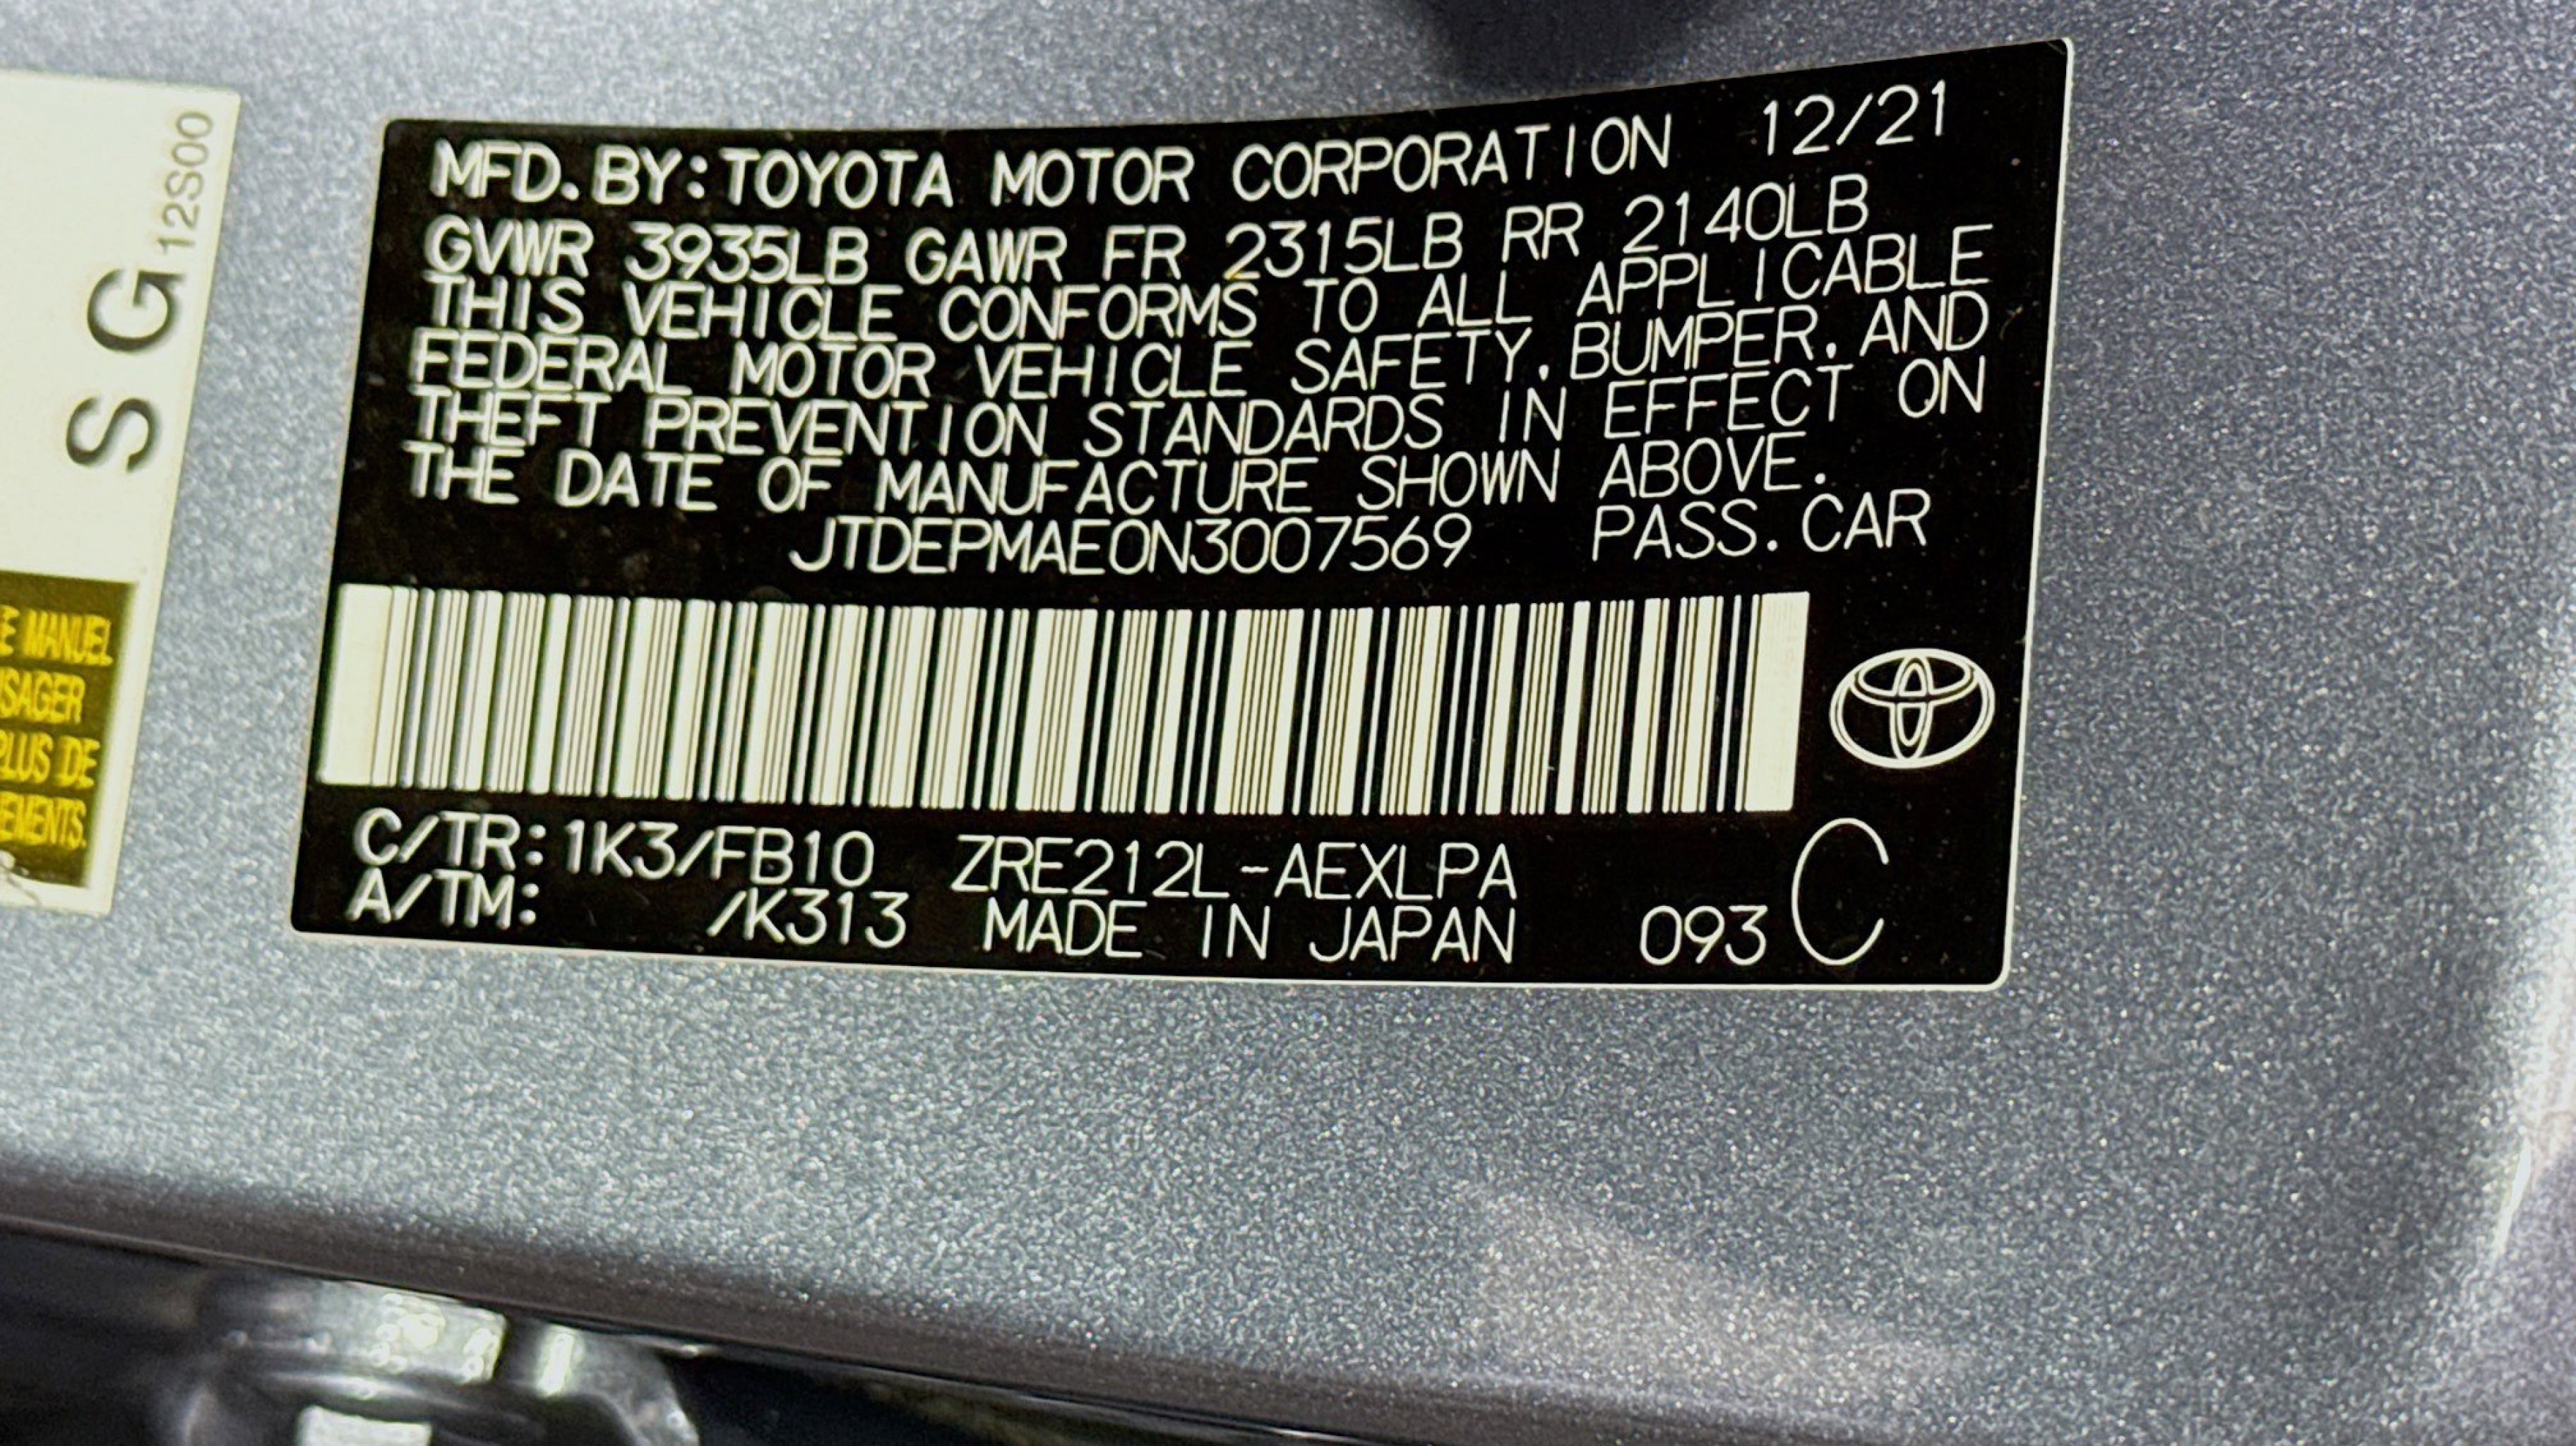 SG 12S00
E MANUEL
SAGER
PLUS DE
EMENTS.
MFD. BY: TOYOTA MOTOR CORPORATION 12/21
GVWR 3935LB GAWR FR 2315LB RR 2140LB
THIS VEHICLE CONFORMS TO ALL APPLICABLE
FEDERAL MOTOR VEHICLE SAFETY, BUMPER, AND
THEFT PREVENTION STANDARDS IN EFFECT ON
THE DATE OF MANUFACTURE SHOWN ABOVE.
JTDEPMAE0N3007569 PASS. CAR
C/TR: 1K3/FB10 ZRE212L-AEXLPA
A/TM: /K313 MADE IN JAPAN 093 C